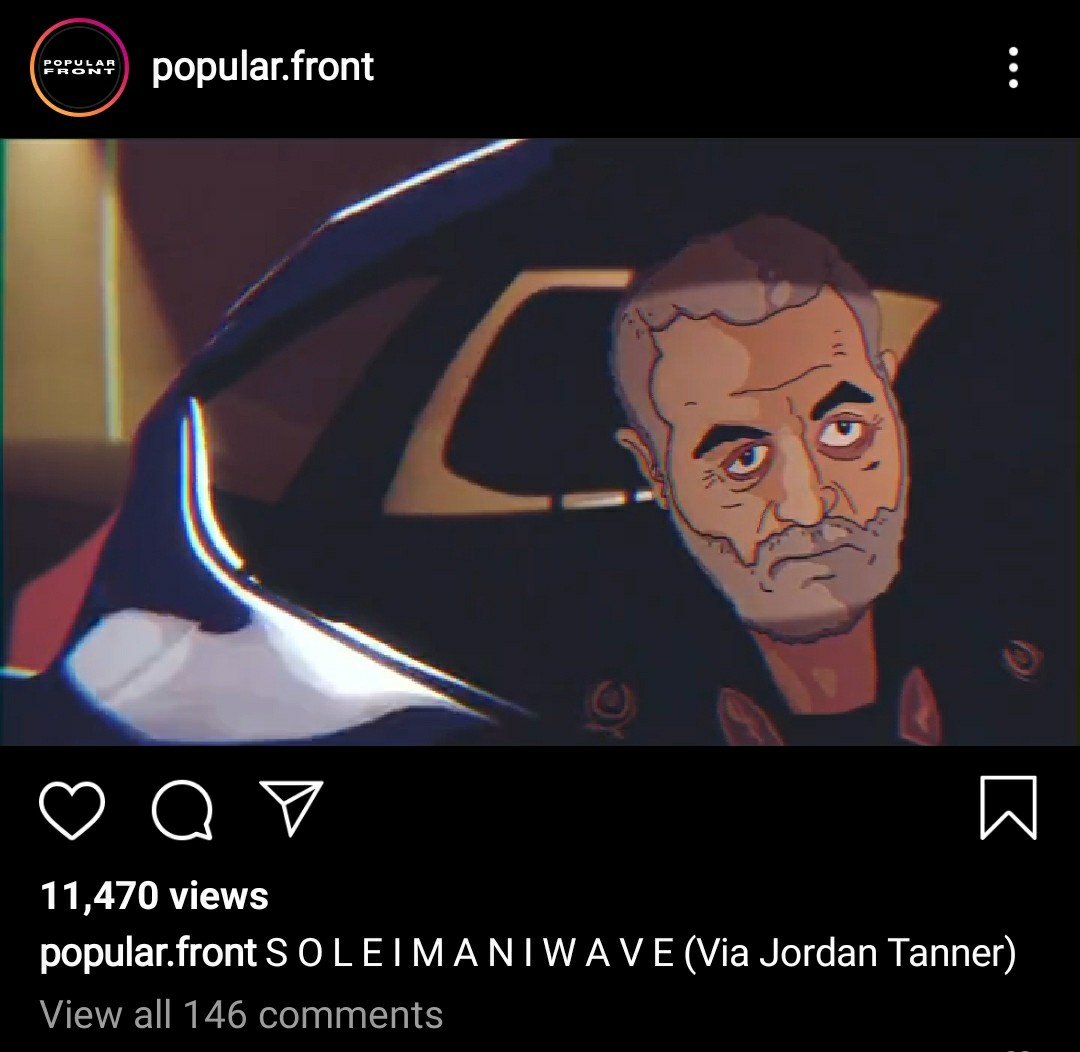 POPULAR
FRONT
popular.front
11,470 views
popular.front S O L E I M A N I W A V E (Via Jordan Tanner)
View all 146 comments